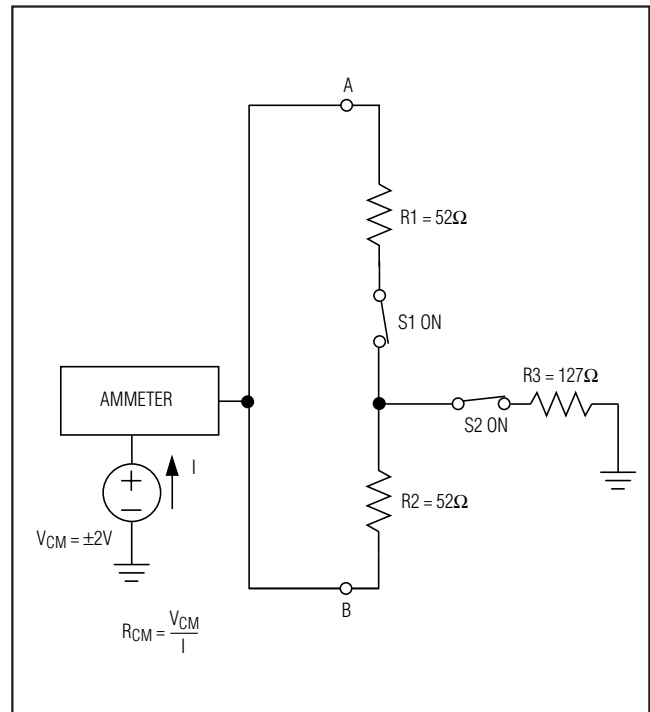 A
R1 = 52Ω
S1 ON
R3 = 127Ω
AMMETER
S2 ON
I
+
−
R2 = 52Ω
VCM = ±2V
B
RCM = VCM
I